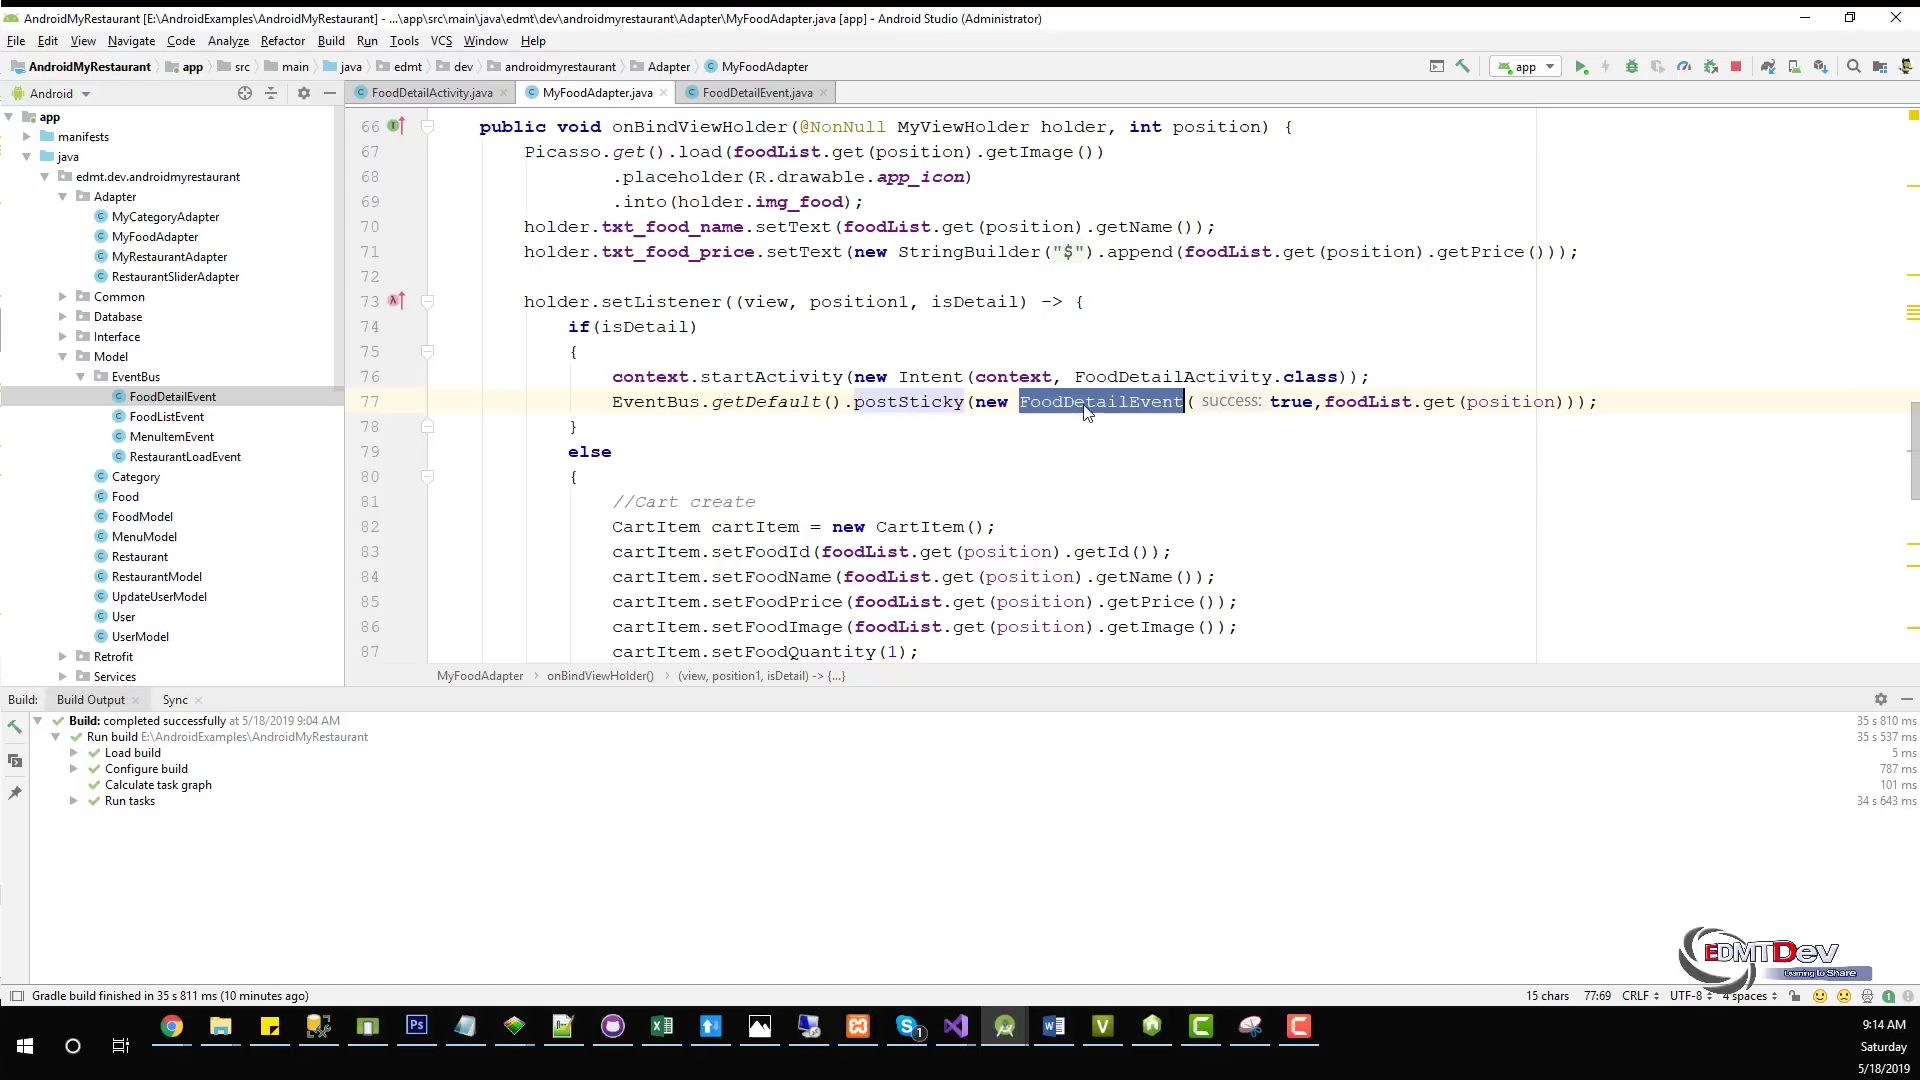 AndroidMyRestaurant [E:\AndroidExamples\AndroidMyRestaurant] - ...\app\src\main\java\edmt\dev\androidmyrestaurant\Adapter\MyFoodAdapter.java [app] - Android Studio (Administrator)
File Edit View Navigate Code Analyze Refactor Build Run Tools VCS Window Help
AndroidMyRestaurant app src main java edmt dev androidmyrestaurant Adapter MyFoodAdapter app
Android FoodDetailActivity.java MyFoodAdapter.java FoodDetailEvent.java
app
manifests
java
edmt.dev.androidmyrestaurant
Adapter
MyCategoryAdapter
MyFoodAdapter
MyRestaurantAdapter
RestaurantSliderAdapter
Common
Database
Interface
Model
EventBus
FoodDetailEvent
FoodListEvent
MenuItemEvent
RestaurantLoadEvent
Category
Food
FoodModel
MenuModel
Restaurant
RestaurantModel
UpdateUserModel
User
UserModel
Retrofit
Services
66 public void onBindViewHolder(@NonNull MyViewHolder holder, int position) {
67 Picasso.get().load(foodList.get(position).getImage())
68 .placeholder(R.drawable.app_icon)
69 .into(holder.img_food);
70 holder.txt_food_name.setText(foodList.get(position).getName());
71 holder.txt_food_price.setText(new StringBuilder("$").append(foodList.get(position).getPrice()));
72
73 holder.setListener((view, position1, isDetail) -> {
74 if(isDetail)
75 {
76 context.startActivity(new Intent(context, FoodDetailActivity.class));
77 EventBus.getDefault().postSticky(new FoodDetailEvent( success: true,foodList.get(position)));
78 }
79 else
80 {
81 //Cart create
82 CartItem cartItem = new CartItem();
83 cartItem.setFoodId(foodList.get(position).getId());
84 cartItem.setFoodName(foodList.get(position).getName());
85 cartItem.setFoodPrice(foodList.get(position).getPrice());
86 cartItem.setFoodImage(foodList.get(position).getImage());
87 cartItem.setFoodQuantity(1);
MyFoodAdapter onBindViewHolder() (view, position1, isDetail) -> {...}
Build: Build Output Sync
Build: completed successfully at 5/18/2019 9:04 AM 35 s 810 ms
Run build E:\AndroidExamples\AndroidMyRestaurant 35 s 537 ms
Load build 5 ms
Configure build 787 ms
Calculate task graph 101 ms
Run tasks 34 s 643 ms
EDMTDev
Learning to Share
Gradle build finished in 35 s 811 ms (10 minutes ago) 15 chars 77:69 CRLF UTF-8 4 spaces 1
Ps 1
9:14 AM
Saturday
5/18/2019